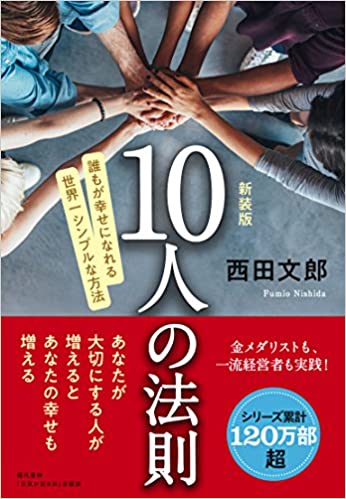 新装版
10人の法則
誰もが幸せになれる
世界一シンプルな方法
西田文郎
Fumio Nishida
金メダリストも、
一流経営者も実践!
シリーズ累計
120万部
超
あなたが
大切にする人が
増えると
あなたの幸せも
増える
現代書林